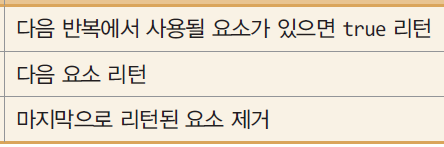 다음 반복에서 사용될 요소가 있으면 true 리턴
다음 요소 리턴
마지막으로 리턴된 요소 제거